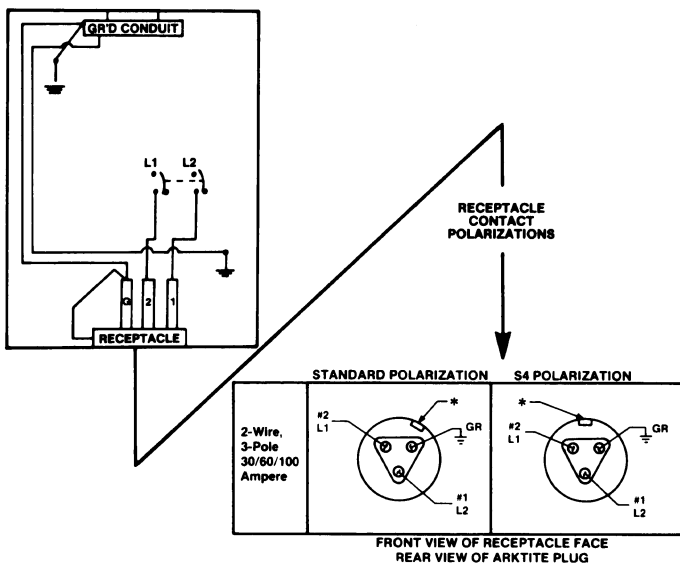 GR'D CONDUIT
L1 L2
G 2 1
RECEPTACLE
RECEPTACLE
CONTACT
POLARIZATIONS
STANDARD POLARIZATION S4 POLARIZATION
2-Wire,
3-Pole
30/60/100
Ampere
*
#2
L1
GR
#1
L2
*
#2
L1
GR
#1
L2
FRONT VIEW OF RECEPTACLE FACE
REAR VIEW OF ARKTITE PLUG